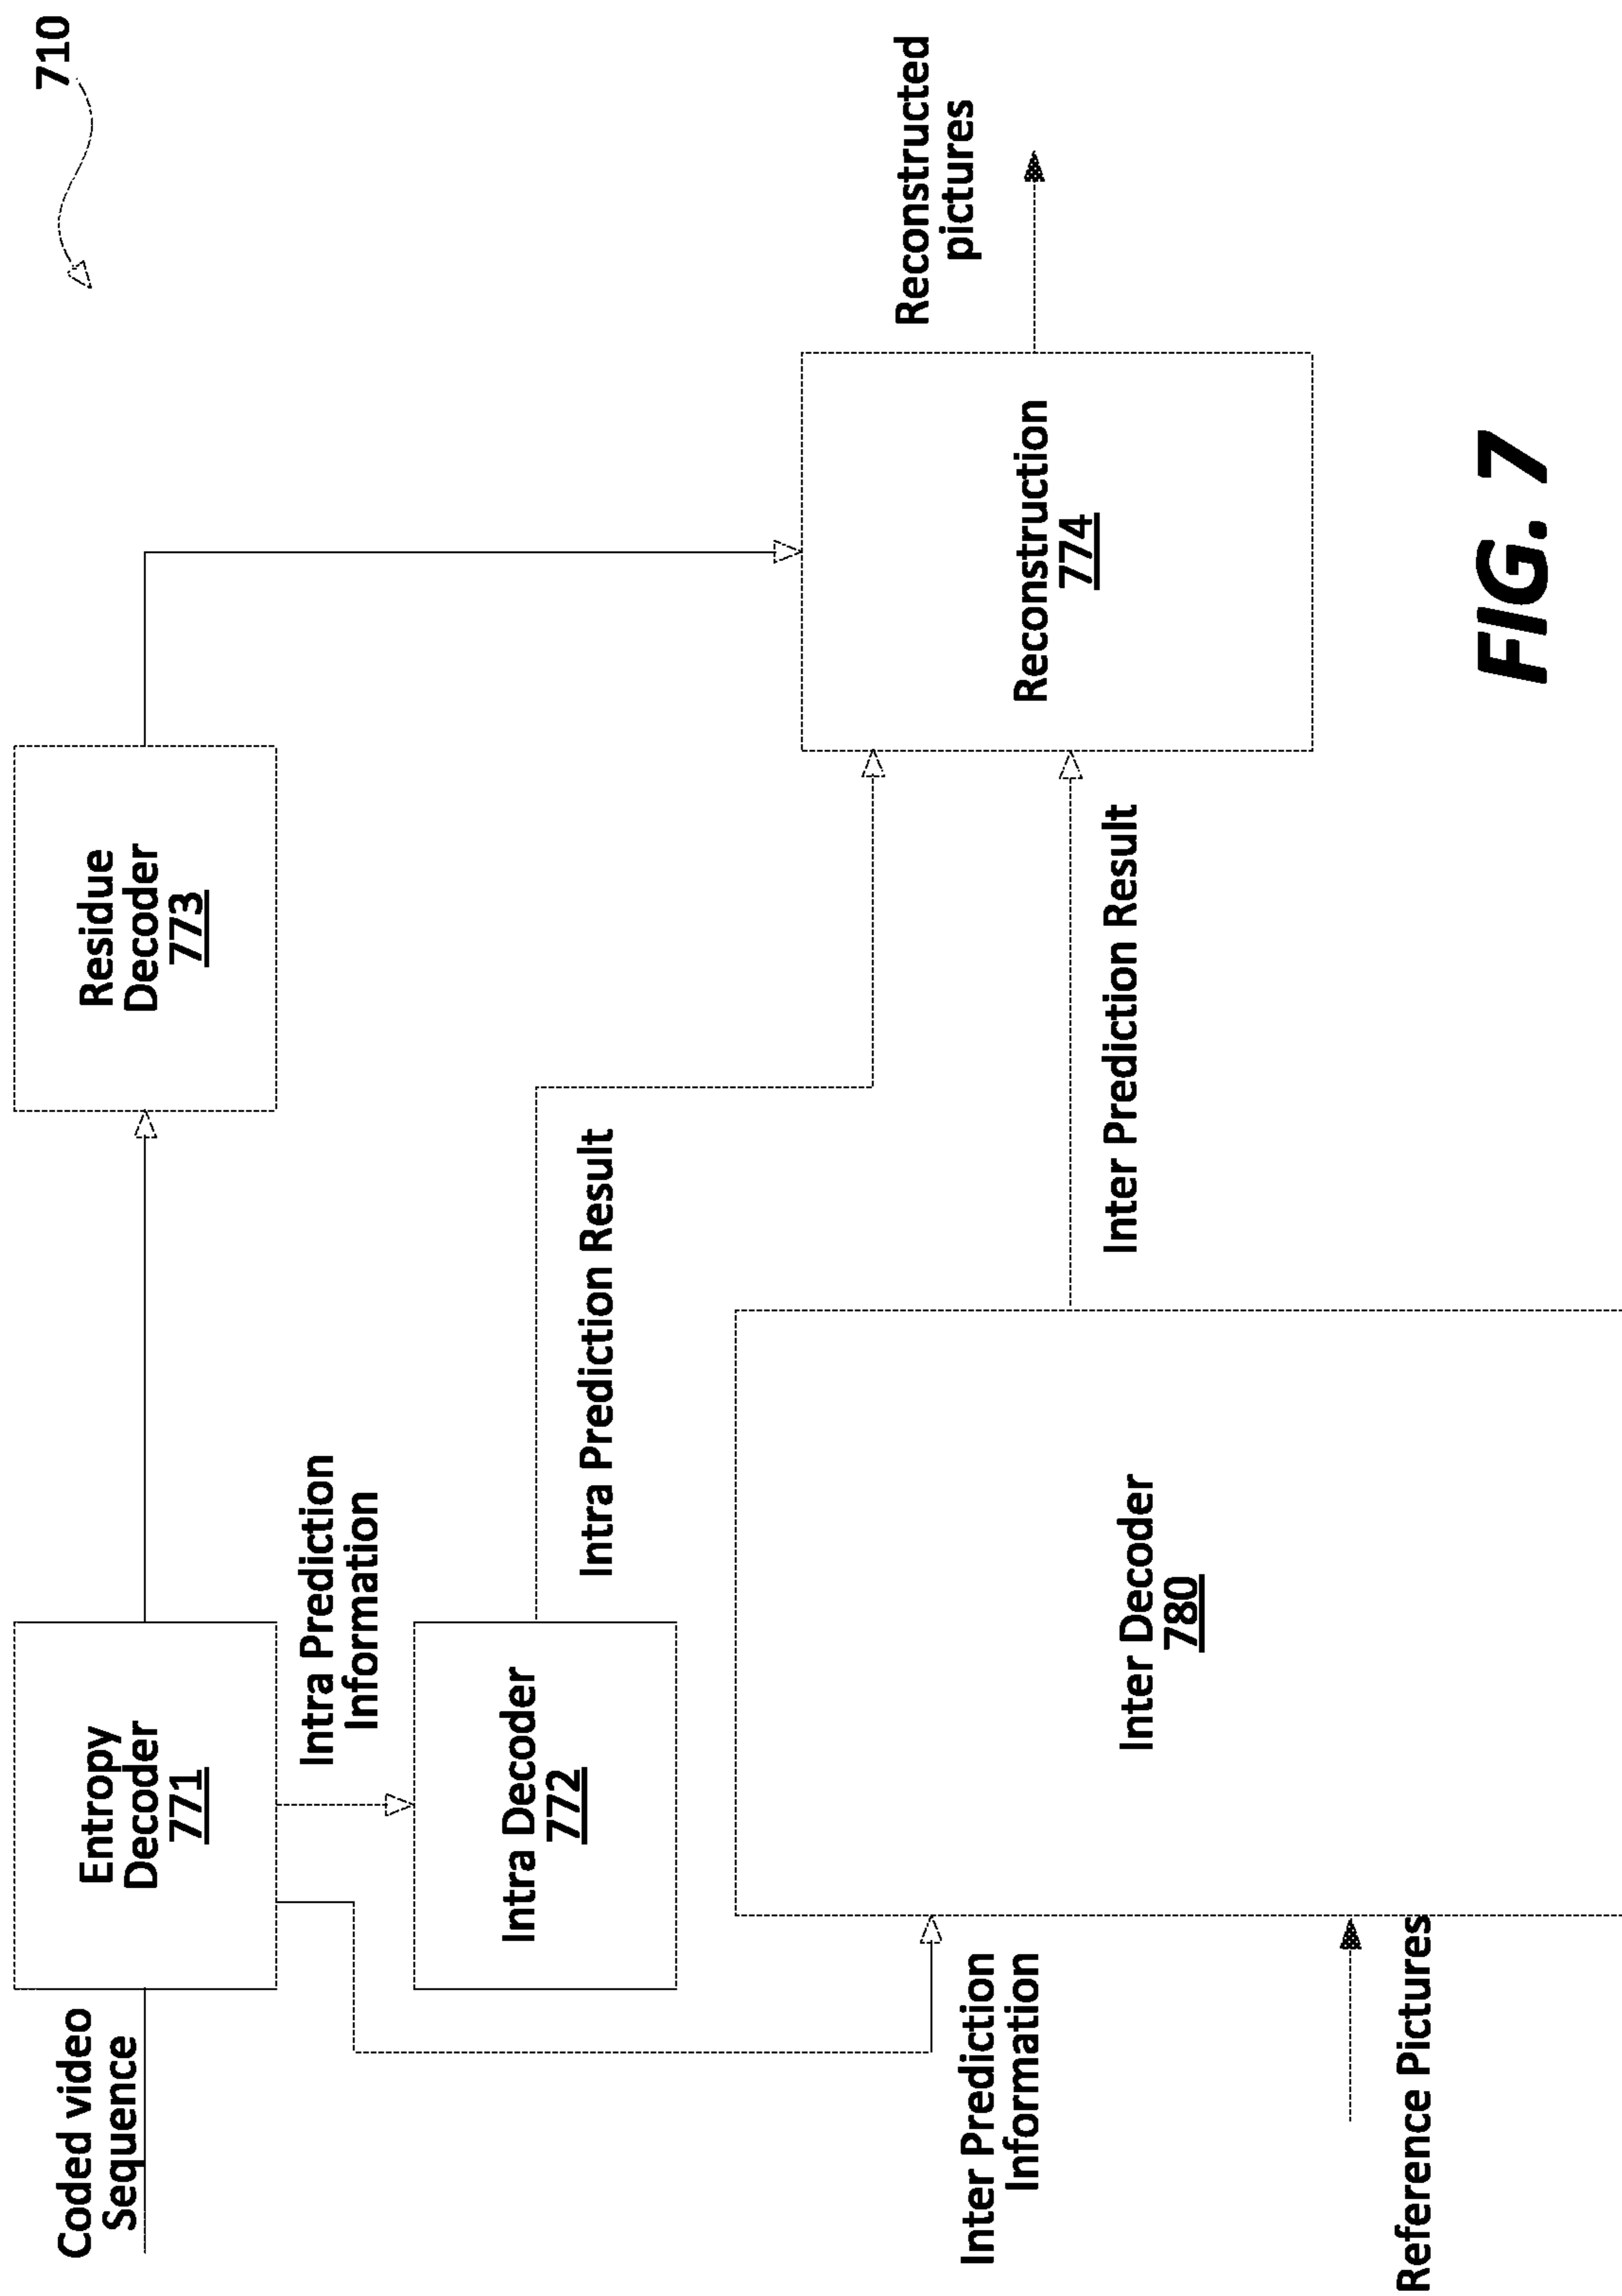 710
Coded video
Sequence
Entropy
Decoder
771
Residue
Decoder
773
Intra Prediction
Information
Intra Decoder
772
Intra Prediction Result
Reconstructed
pictures
Reconstruction
774
Inter Prediction
Information
Inter Decoder
780
Inter Prediction Result
Reference Pictures
FIG. 7